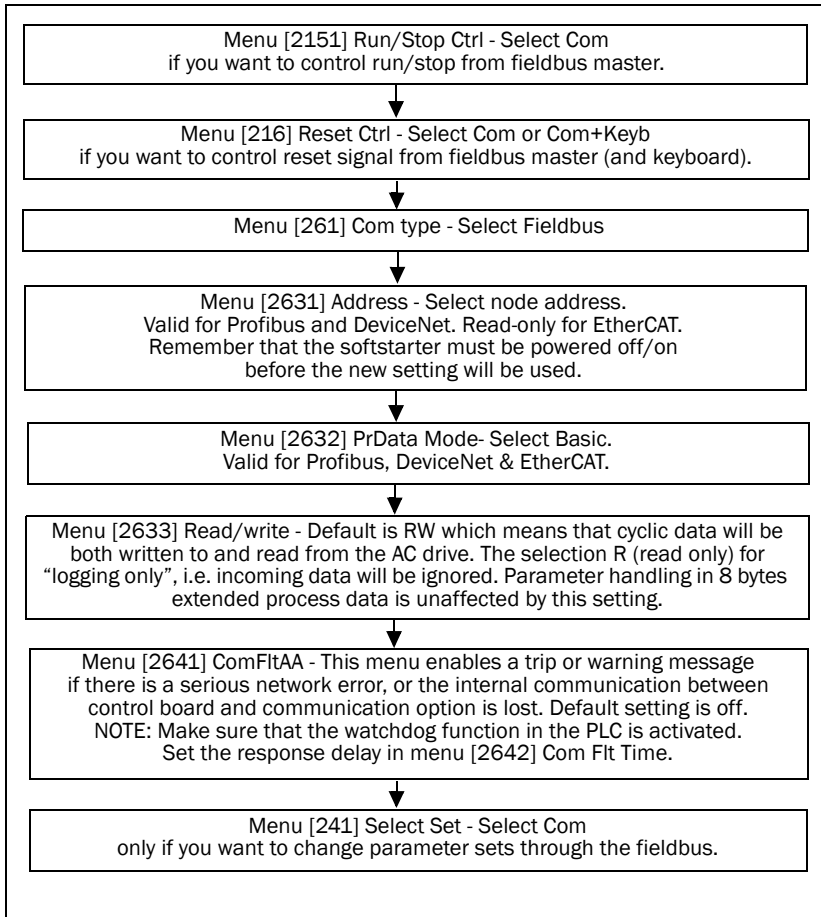 Menu [2151] Run/Stop Ctrl - Select Com
if you want to control run/stop from fieldbus master.
Menu [216] Reset Ctrl - Select Com or Com+Keyb
if you want to control reset signal from fieldbus master (and keyboard).
Menu [261] Com type - Select Fieldbus
Menu [2631] Address - Select node address.
Valid for Profibus and DeviceNet. Read-only for EtherCAT.
Remember that the softstarter must be powered off/on
before the new setting will be used.
Menu [2632] PrData Mode- Select Basic.
Valid for Profibus, DeviceNet & EtherCAT.
Menu [2633] Read/write - Default is RW which means that cyclic data will be
both written to and read from the AC drive. The selection R (read only) for
“logging only”, i.e. incoming data will be ignored. Parameter handling in 8 bytes
extended process data is unaffected by this setting.
Menu [2641] ComFltAA - This menu enables a trip or warning message
if there is a serious network error, or the internal communication between
control board and communication option is lost. Default setting is off.
NOTE: Make sure that the watchdog function in the PLC is activated.
Set the response delay in menu [2642] Com Flt Time.
Menu [241] Select Set - Select Com
only if you want to change parameter sets through the fieldbus.